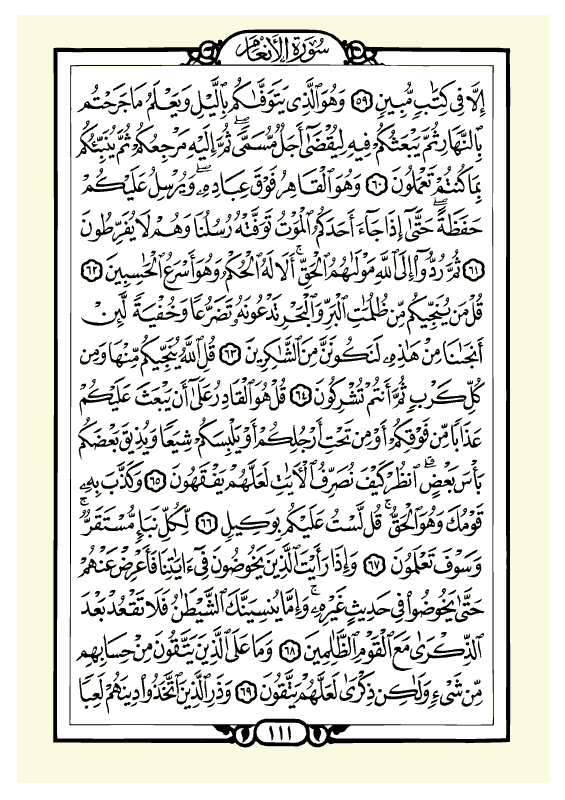 سُورَةُ الأَنْعَامِ
إِلَّا فِي كِتَٰبٍ مُّبِينٍ ٥٩ وَهُوَ ٱلَّذِي يَتَوَفَّىٰكُم بِٱلَّيْلِ وَيَعْلَمُ مَا جَرَحْتُم
بِٱلنَّهَارِ ثُمَّ يَبْعَثُكُمْ فِيهِ لِيُقْضَىٰٓ أَجَلٌ مُّسَمًّىۖ ثُمَّ إِلَيْهِ مَرْجِعُكُمْ ثُمَّ يُنَبِّئُكُم
بِمَا كُنتُمْ تَعْمَلُونَ ٦٠ وَهُوَ ٱلْقَاهِرُ فَوْقَ عِبَادِهِۦۖ وَيُرْسِلُ عَلَيْكُمْ
حَفَظَةًۖ حَتَّىٰٓ إِذَا جَآءَ أَحَدَكُمُ ٱلْمَوْتُ تَوَفَّتْهُ رُسُلُنَا وَهُمْ لَا يُفَرِّطُونَ
٦١ ثُمَّ رُدُّوٓا۟ إِلَى ٱللَّهِ مَوْلَىٰهُمُ ٱلْحَقِّۚ أَلَا لَهُ ٱلْحُكْمُ وَهُوَ أَسْرَعُ ٱلْحَٰسِبِينَ ٦٢
قُلْ مَن يُنَجِّيكُم مِّن ظُلُمَٰتِ ٱلْبَرِّ وَٱلْبَحْرِ تَدْعُونَهُۥ تَضَرُّعًا وَخُفْيَةً لَّئِنْ
أَنجَىٰنَا مِنْ هَٰذِهِۦ لَنَكُونَنَّ مِنَ ٱلشَّٰكِرِينَ ٦٣ قُلِ ٱللَّهُ يُنَجِّيكُم مِّنْهَا وَمِن
كُلِّ كَرْبٍ ثُمَّ أَنتُمْ تُشْرِكُونَ ٦٤ قُلْ هُوَ ٱلْقَادِرُ عَلَىٰٓ أَن يَبْعَثَ عَلَيْكُمْ
عَذَابًا مِّن فَوْقِكُمْ أَوْ مِن تَحْتِ أَرْجُلِكُمْ أَوْ يَلْبِسَكُمْ شِيَعًا وَيُذِيقَ بَعْضَكُم
بَأْسَ بَعْضٍۗ ٱنظُرْ كَيْفَ نُصَرِّفُ ٱلْءَايَٰتِ لَعَلَّهُمْ يَفْقَهُونَ ٦٥ وَكَذَّبَ بِهِۦ
قَوْمُكَ وَهُوَ ٱلْحَقُّۚ قُل لَّسْتُ عَلَيْكُم بِوَكِيلٍ ٦٦ لِّكُلِّ نَبَإٍ مُّسْتَقَرٌّۚ
وَسَوْفَ تَعْلَمُونَ ٦٧ وَإِذَا رَأَيْتَ ٱلَّذِينَ يَخُوضُونَ فِيٓ ءَايَٰتِنَا فَأَعْرِضْ عَنْهُمْ
حَتَّىٰ يَخُوضُوا۟ فِي حَدِيثٍ غَيْرِهِۦۚ وَإِمَّا يُنسِيَنَّكَ ٱلشَّيْطَٰنُ فَلَا تَقْعُدْ بَعْدَ
ٱلذِّكْرَىٰ مَعَ ٱلْقَوْمِ ٱلظَّٰلِمِينَ ٦٨ وَمَا عَلَى ٱلَّذِينَ يَتَّقُونَ مِنْ حِسَابِهِم
مِّن شَيْءٍ وَلَٰكِن ذِكْرَىٰ لَعَلَّهُمْ يَتَّقُونَ ٦٩ وَذَرِ ٱلَّذِينَ ٱتَّخَذُوا۟ دِينَهُمْ لَعِبًا
١١١